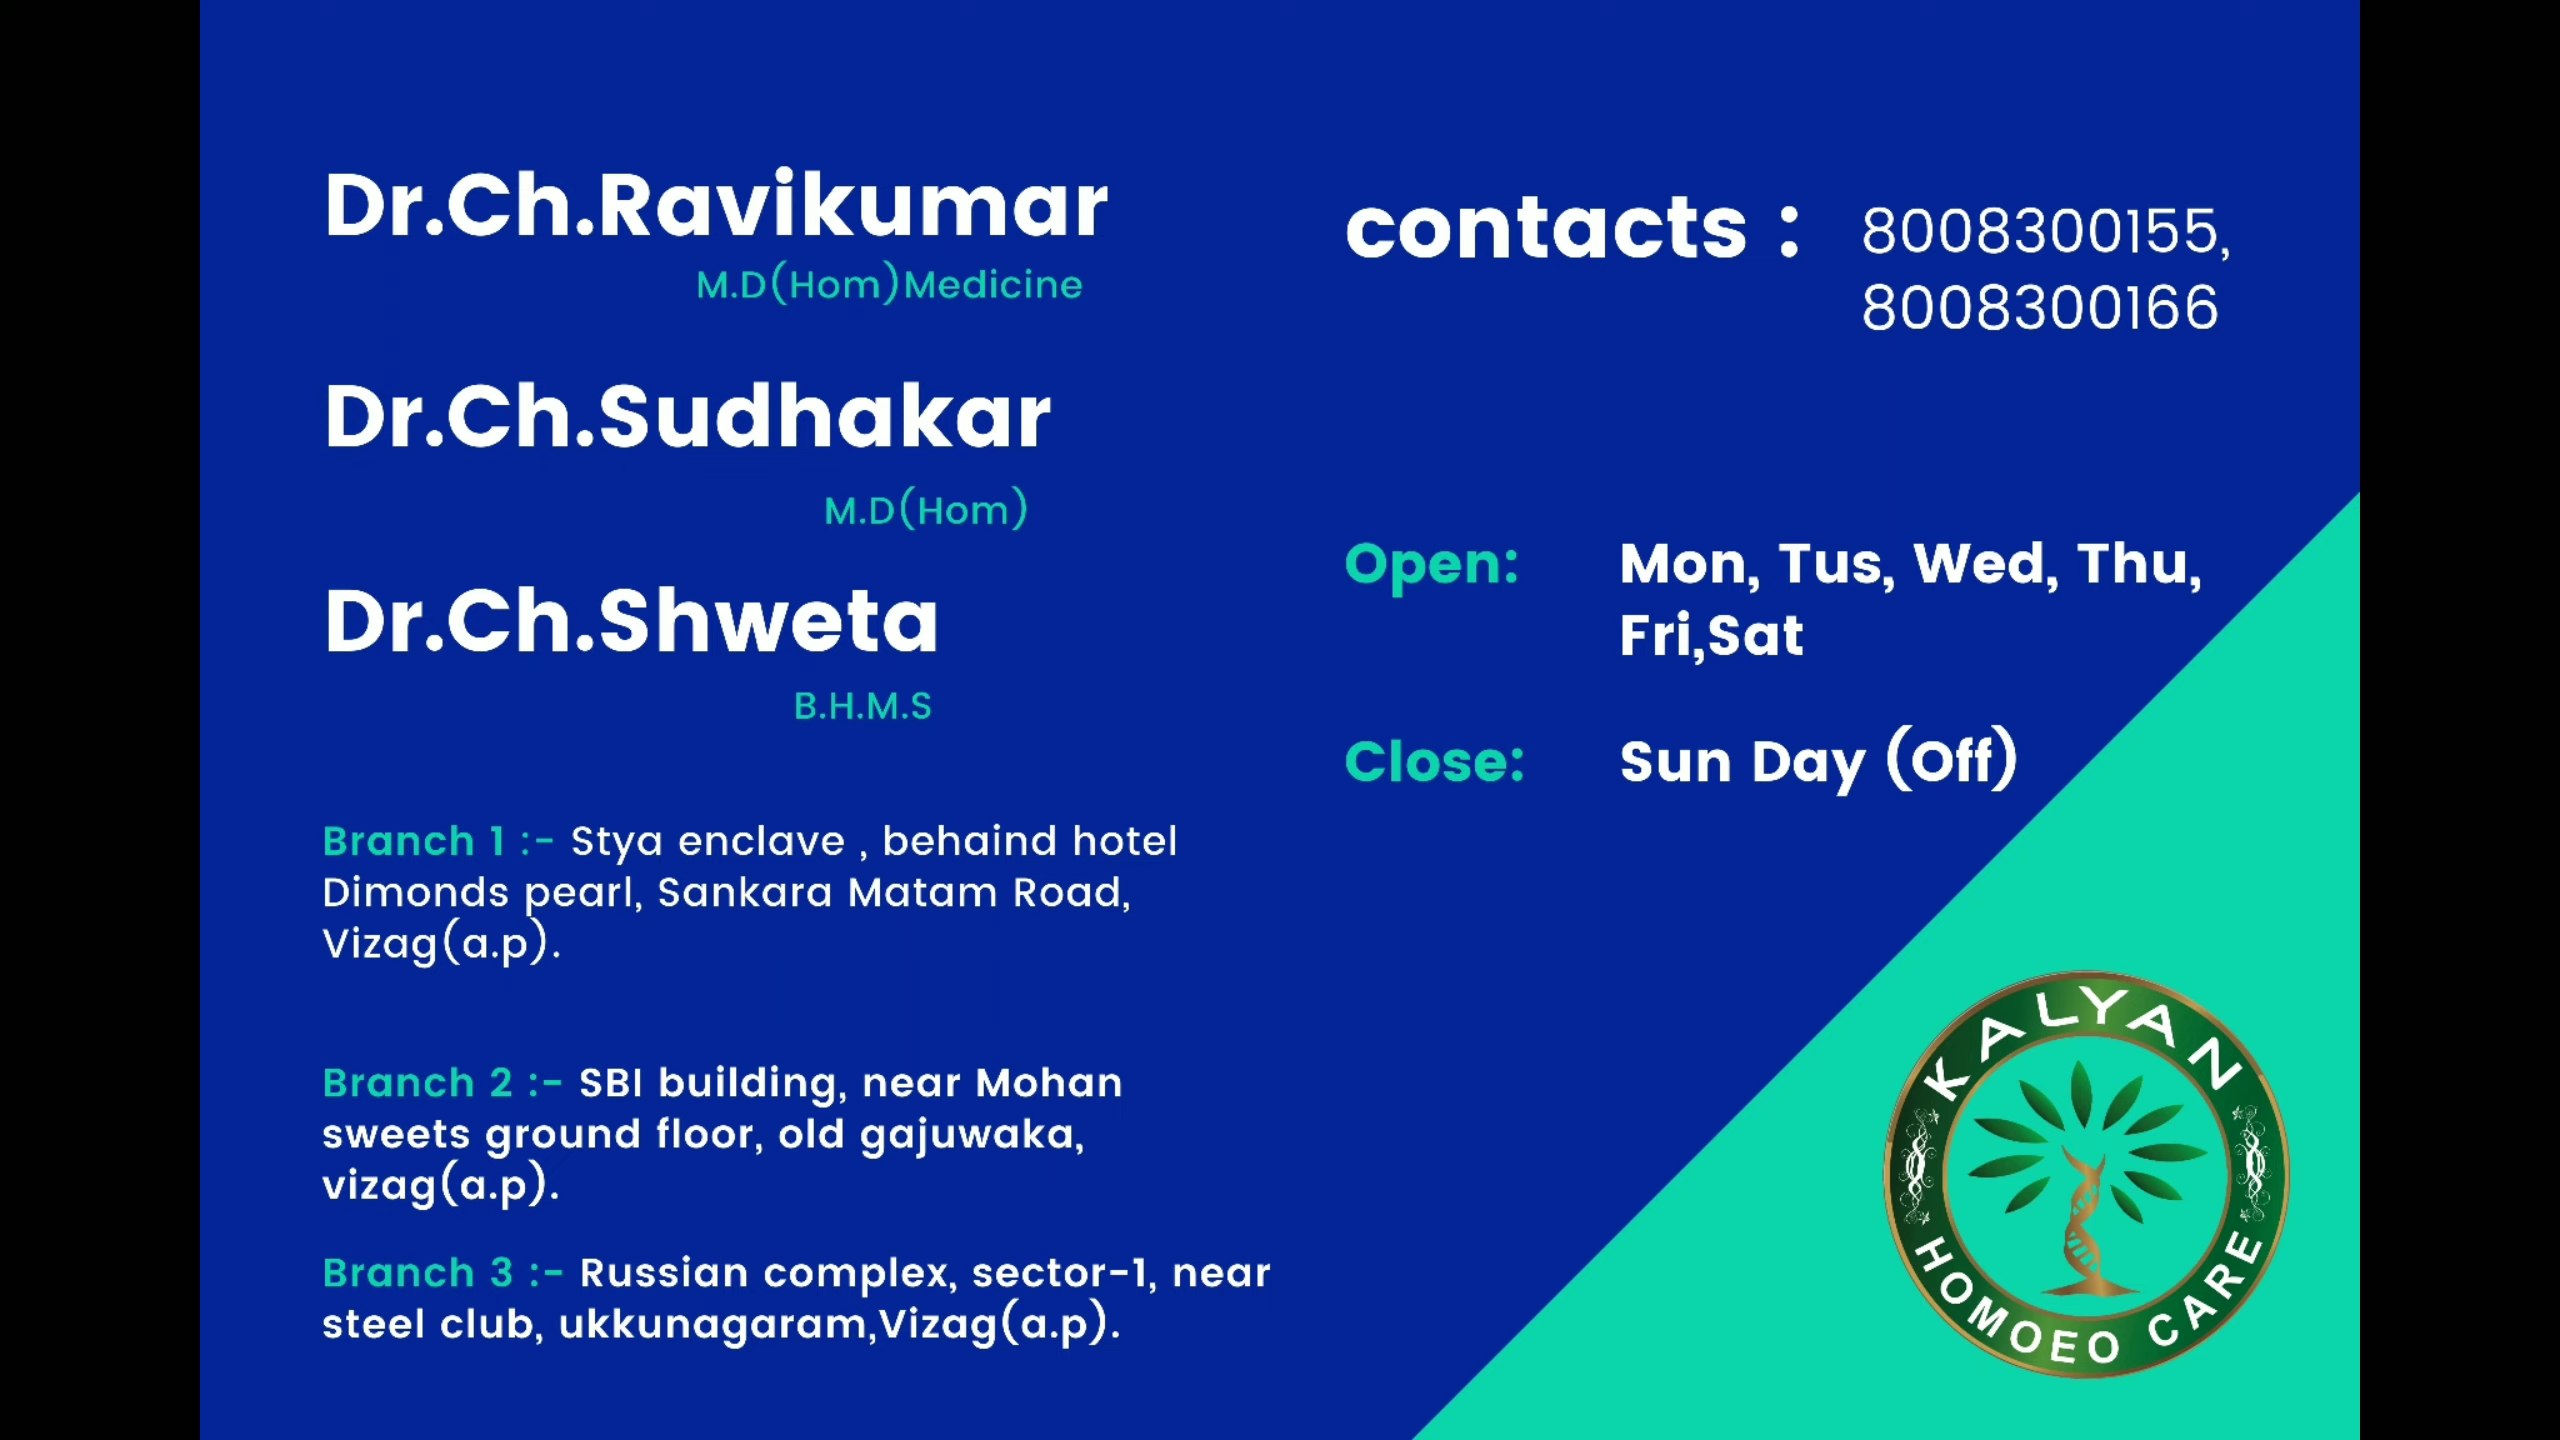 Dr.Ch.Ravikumar
M.D(Hom)Medicine
Dr.Ch.Sudhakar
M.D(Hom)
Dr.Ch.Shweta
B.H.M.S
Branch 1 :- Stya enclave , behaind hotel
Dimonds pearl, Sankara Matam Road,
Vizag(a.p).
Branch 2 :- SBI building, near Mohan
sweets ground floor, old gajuwaka,
vizag(a.p).
Branch 3 :- Russian complex, sector-1, near
steel club, ukkunagaram,Vizag(a.p).
contacts : 8008300155,
8008300166
Open: Mon, Tus, Wed, Thu,
Fri,Sat
Close: Sun Day (Off)
KALYAN
HOMOEO CARE